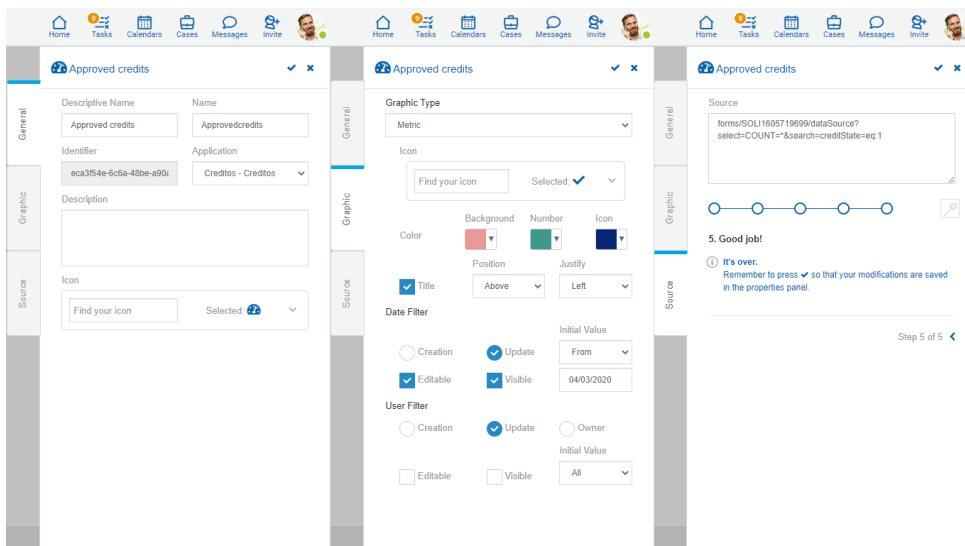 Home
9
Tasks
Calendars
Cases
Messages
Invite
Approved credits
General
Graphic
Source
Descriptive Name
Name
Approved credits
Approvedcredits
Identifier
Application
eca3f54e-6c6a-48be-a90
Creditos - Creditos
Description
Icon
Find your icon
Selected:
Home
9
Tasks
Calendars
Cases
Messages
Invite
Approved credits
General
Graphic
Source
Graphic Type
Metric
Icon
Find your icon
Selected:
Background
Number
Icon
Color
Position
Justify
Title
Above
Left
Date Filter
Initial Value
Creation
Update
From
Editable
Visible
04/03/2020
User Filter
Creation
Update
Owner
Initial Value
Editable
Visible
All
Home
9
Tasks
Calendars
Cases
Messages
Invite
Approved credits
General
Graphic
Source
Source
forms/SOLI1605719699/dataSource?
select=COUNT=*&search=creditState=eq:1
5. Good job!
It's over.
Remember to press ✔ so that your modifications are saved
in the properties panel.
Step 5 of 5